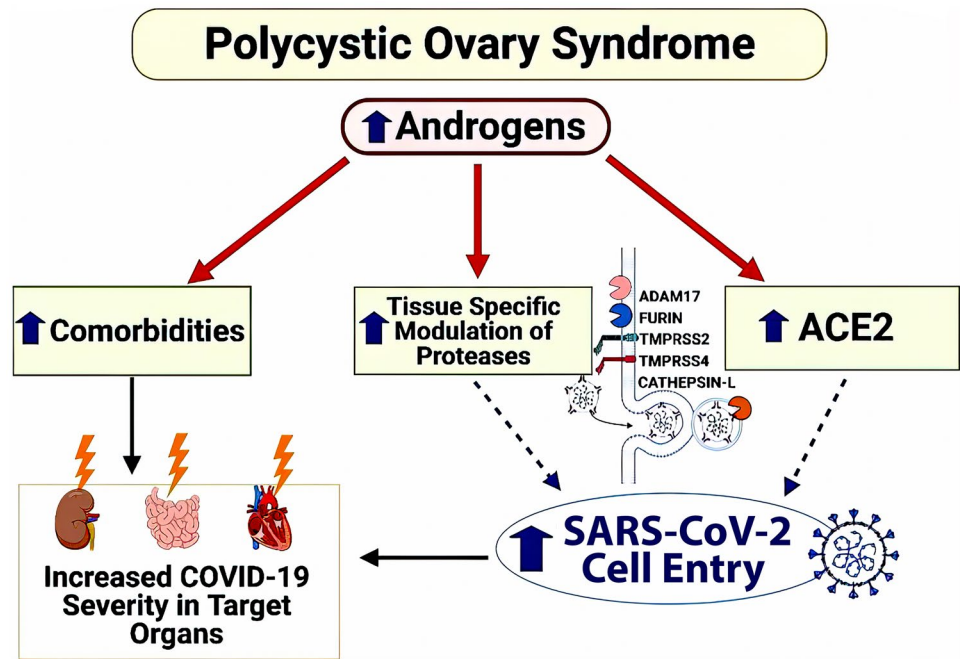 Polycystic Ovary Syndrome
Androgens
Comorbidities
Tissue Specific
Modulation of
Proteases
ADAM17
FURIN
TMPRSS2
TMPRSS4
CATHEPSIN-L
ACE2
SARS-CoV-2
Cell Entry
Increased COVID-19
Severity in Target
Organs